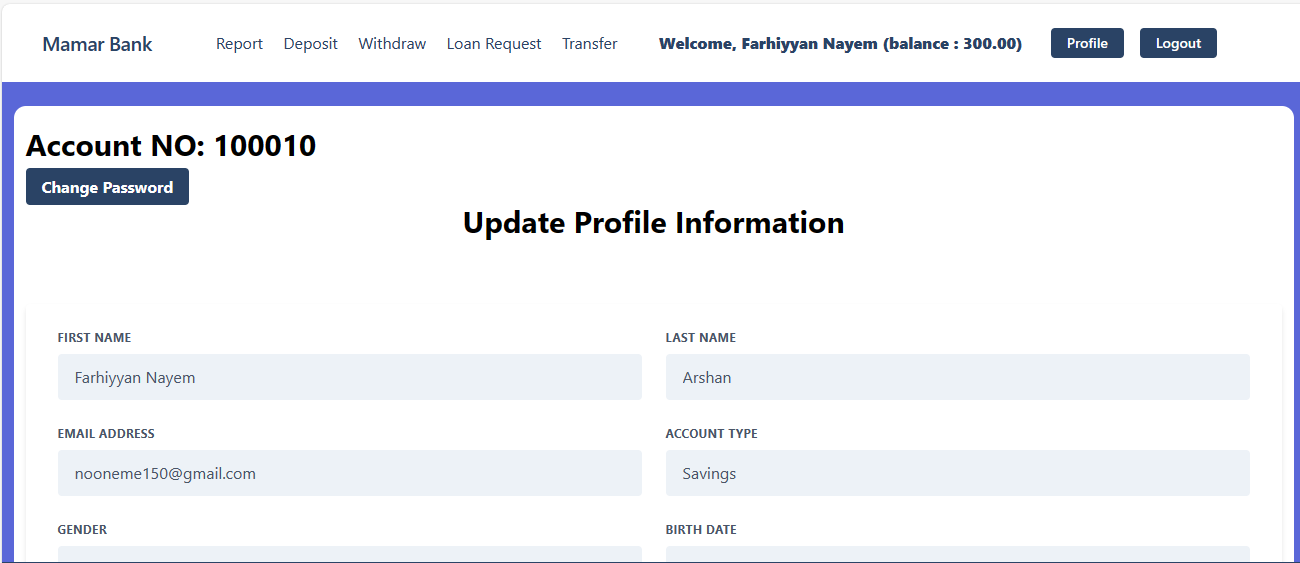 Mamar Bank Report Deposit Withdraw Loan Request Transfer Welcome, Farhiyyan Nayem (balance : 300.00) Profile Logout
Account NO: 100010
Change Password
Update Profile Information
FIRST NAME LAST NAME
Farhiyyan Nayem Arshan
EMAIL ADDRESS ACCOUNT TYPE
nooneme150@gmail.com Savings
GENDER BIRTH DATE